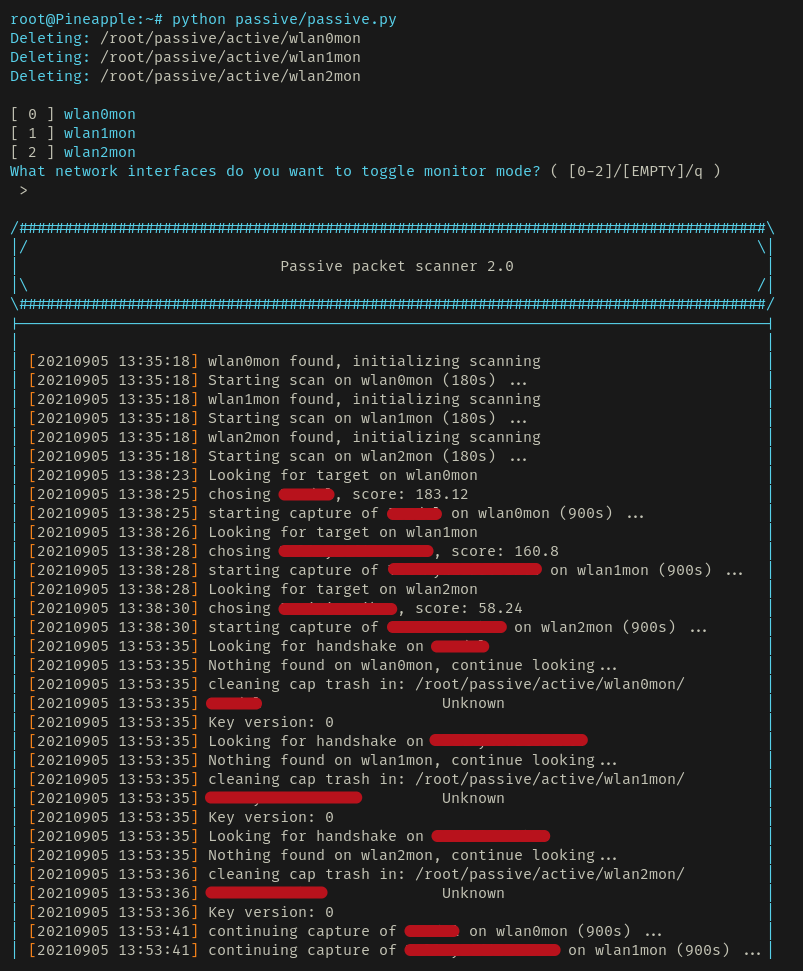 root@Pineapple:~# python passive/passive.py
Deleting: /root/passive/active/wlan0mon
Deleting: /root/passive/active/wlan1mon
Deleting: /root/passive/active/wlan2mon
[ 0 ] wlan0mon
[ 1 ] wlan1mon
[ 2 ] wlan2mon
What network interfaces do you want to toggle monitor mode? ( [0-2]/[EMPTY]/q )
>
Passive packet scanner 2.0
[20210905 13:35:18] wlan0mon found, initializing scanning
[20210905 13:35:18] Starting scan on wlan0mon (180s) ...
[20210905 13:35:18] wlan1mon found, initializing scanning
[20210905 13:35:18] Starting scan on wlan1mon (180s) ...
[20210905 13:35:18] wlan2mon found, initializing scanning
[20210905 13:35:18] Starting scan on wlan2mon (180s) ...
[20210905 13:38:23] Looking for target on wlan0mon
[20210905 13:38:25] chosing , score: 183.12
[20210905 13:38:25] starting capture of on wlan0mon (900s) ...
[20210905 13:38:26] Looking for target on wlan1mon
[20210905 13:38:28] chosing , score: 160.8
[20210905 13:38:28] starting capture of on wlan1mon (900s) ...
[20210905 13:38:28] Looking for target on wlan2mon
[20210905 13:38:30] chosing , score: 58.24
[20210905 13:38:30] starting capture of on wlan2mon (900s) ...
[20210905 13:53:35] Looking for handshake on
[20210905 13:53:35] Nothing found on wlan0mon, continue looking...
[20210905 13:53:35] cleaning cap trash in: /root/passive/active/wlan0mon/
[20210905 13:53:35] Unknown
[20210905 13:53:35] Key version: 0
[20210905 13:53:35] Looking for handshake on
[20210905 13:53:35] Nothing found on wlan1mon, continue looking...
[20210905 13:53:35] cleaning cap trash in: /root/passive/active/wlan1mon/
[20210905 13:53:35] Unknown
[20210905 13:53:35] Key version: 0
[20210905 13:53:35] Looking for handshake on
[20210905 13:53:35] Nothing found on wlan2mon, continue looking...
[20210905 13:53:36] cleaning cap trash in: /root/passive/active/wlan2mon/
[20210905 13:53:36] Unknown
[20210905 13:53:36] Key version: 0
[20210905 13:53:41] continuing capture of on wlan0mon (900s) ...
[20210905 13:53:41] continuing capture of on wlan1mon (900s) ...